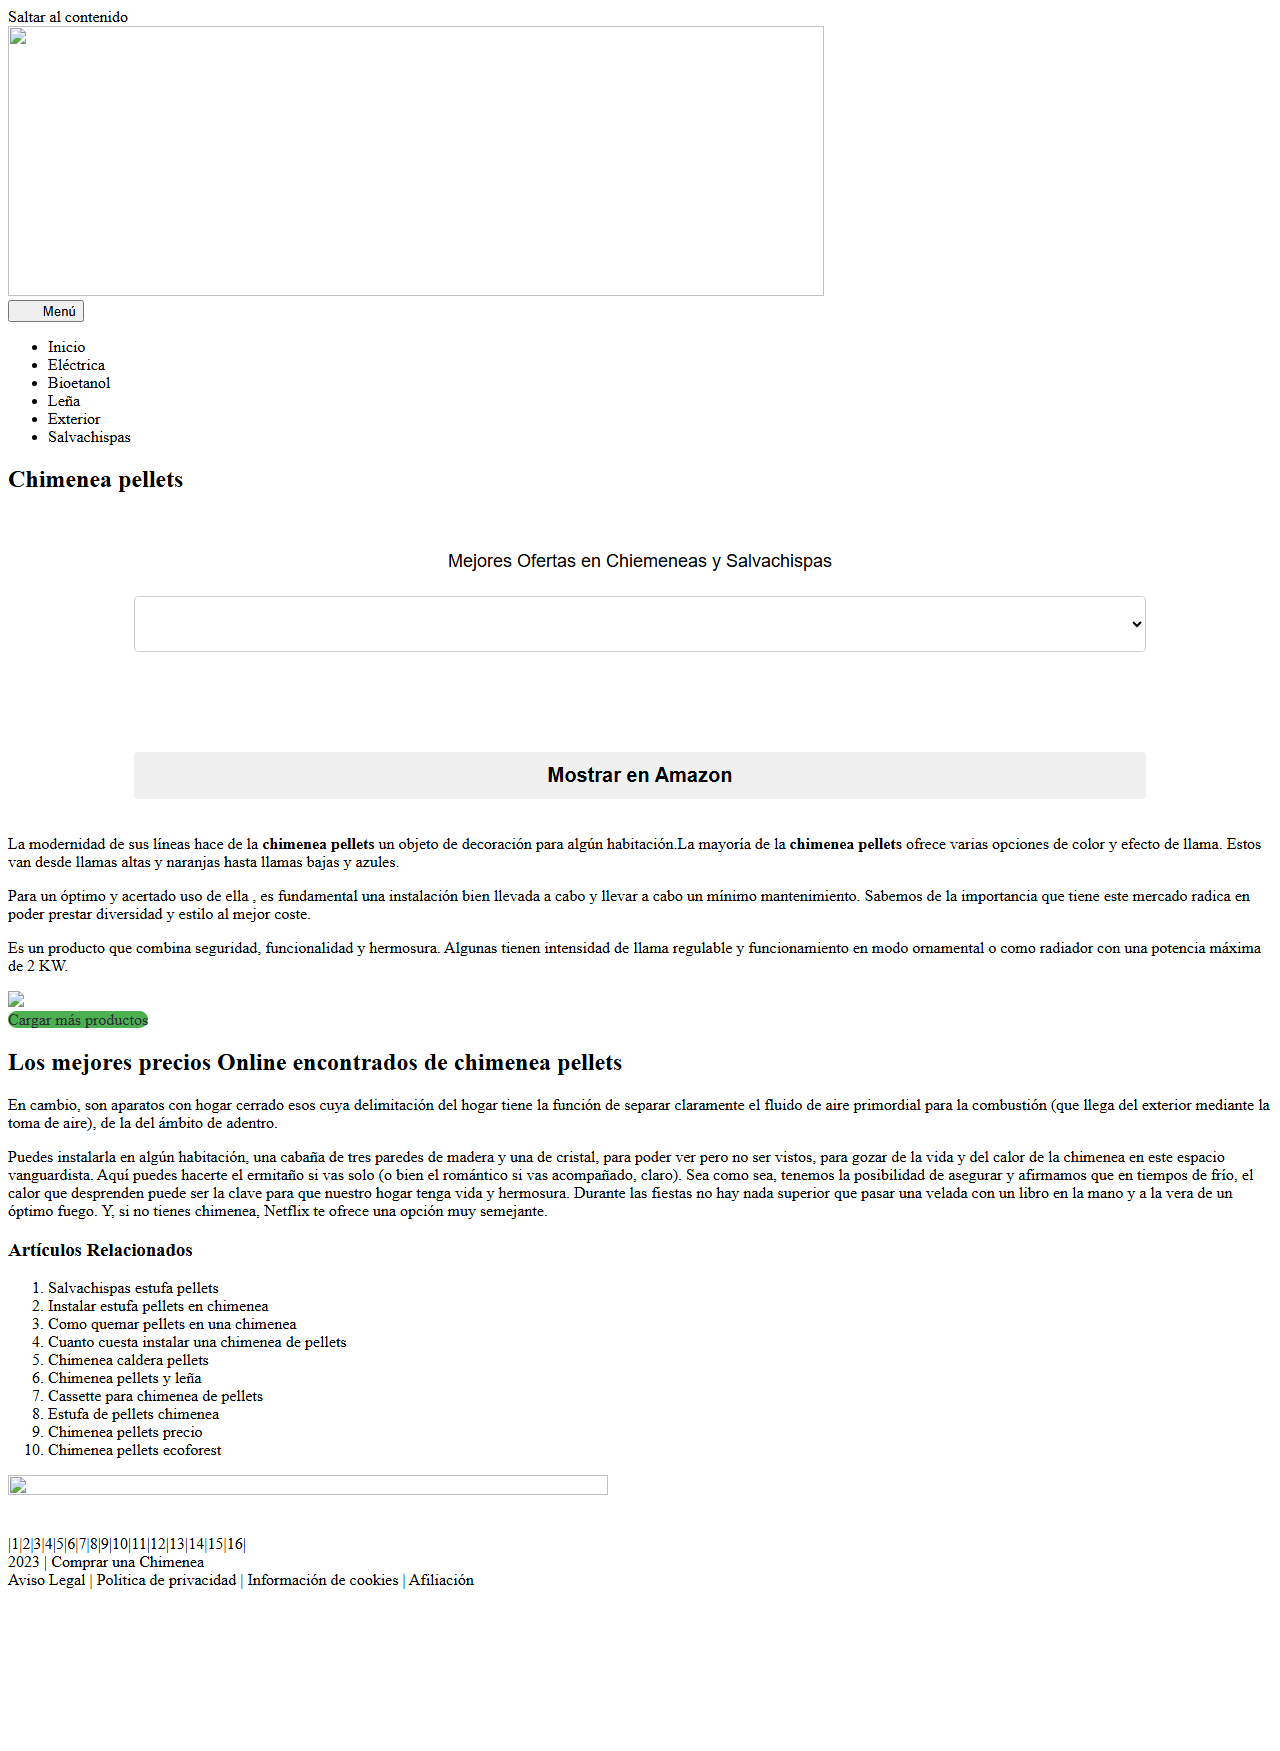 Saltar al contenido
Menú
Inicio
Eléctrica
Bioetanol
Leña
Exterior
Salvachispas
Chimenea pellets
Mejores Ofertas en Chiemeneas y Salvachispas
Mostrar en Amazon
La modernidad de sus líneas hace de la chimenea pellets un objeto de decoración para algún habitación.La mayoría de la chimenea pellets ofrece varias opciones de color y efecto de llama. Estos
van desde llamas altas y naranjas hasta llamas bajas y azules.
Para un óptimo y acertado uso de ella , es fundamental una instalación bien llevada a cabo y llevar a cabo un mínimo mantenimiento. Sabemos de la importancia que tiene este mercado radica en
poder prestar diversidad y estilo al mejor coste.
Es un producto que combina seguridad, funcionalidad y hermosura. Algunas tienen intensidad de llama regulable y funcionamiento en modo ornamental o como radiador con una potencia máxima
de 2 KW.
Cargar más productos
Los mejores precios Online encontrados de chimenea pellets
En cambio, son aparatos con hogar cerrado esos cuya delimitación del hogar tiene la función de separar claramente el fluido de aire primordial para la combustión (que llega del exterior mediante la
toma de aire), de la del ámbito de adentro.
Puedes instalarla en algún habitación, una cabaña de tres paredes de madera y una de cristal, para poder ver pero no ser vistos, para gozar de la vida y del calor de la chimenea en este espacio
vanguardista. Aquí puedes hacerte el ermitaño si vas solo (o bien el romántico si vas acompañado, claro). Sea como sea, tenemos la posibilidad de asegurar y afirmamos que en tiempos de frío, el
calor que desprenden puede ser la clave para que nuestro hogar tenga vida y hermosura. Durante las fiestas no hay nada superior que pasar una velada con un libro en la mano y a la vera de un
óptimo fuego. Y, si no tienes chimenea, Netflix te ofrece una opción muy semejante.
Artículos Relacionados
1. Salvachispas estufa pellets
2. Instalar estufa pellets en chimenea
3. Como quemar pellets en una chimenea
4. Cuanto cuesta instalar una chimenea de pellets
5. Chimenea caldera pellets
6. Chimenea pellets y leña
7. Cassette para chimenea de pellets
8. Estufa de pellets chimenea
9. Chimenea pellets precio
10. Chimenea pellets ecoforest
|1|2|3|4|5|6|7|8|9|10|11|12|13|14|15|16|
2023 | Comprar una Chimenea
Aviso Legal | Politica de privacidad | Información de cookies | Afiliación